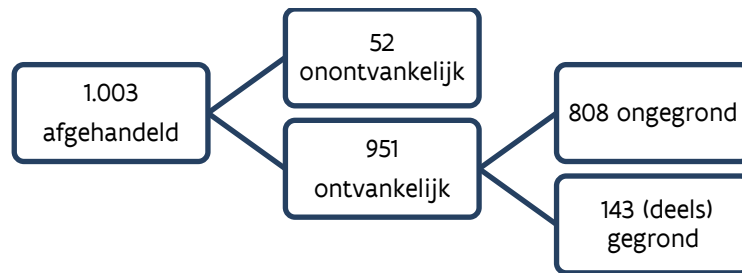 1.003
afgehandeld
52
onontvankelijk
951
ontvankelijk
808 ongegrond
143 (deels)
gegrond